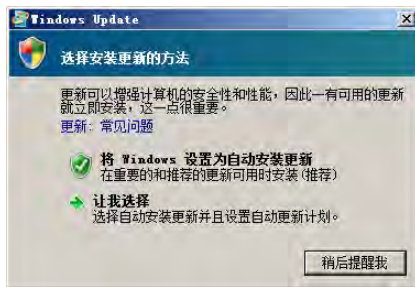 Windows Update
选择安装更新的方法
更新可以增强计算机的安全性和性能，因此一有可用的更新
就立即安装，这一点很重要。
更新: 常见问题
将 Windows 设置为自动安装更新
在重要的和推荐的更新可用时安装(推荐)
让我选择
选择自动安装更新并且设置自动更新计划。
稍后提醒我